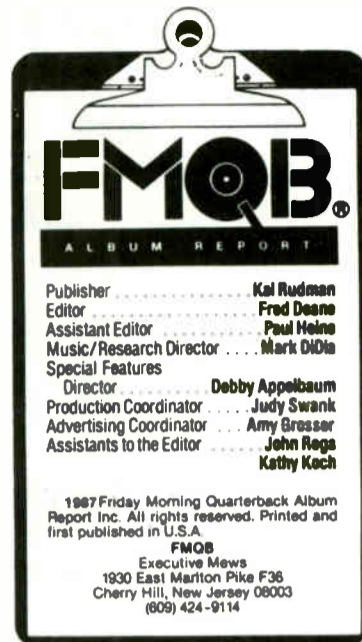 FMQB®
ALBUM REPORT
Publisher . . . . . . . . . . . . . . Kal Rudman
Editor . . . . . . . . . . . . . . . . . Fred Deane
Assistant Editor . . . . . . . . . Paul Heine
Music/Research Director . . . . Mark DiDia
Special Features
Director . . . . . . . . . . Debby Appelbaum
Production Coordinator . . . . . Judy Swank
Advertising Coordinator . . . Amy Grosser
Assistants to the Editor . . . . . John Rega
Kathy Koch
1987 Friday Morning Quarterback Album
Report Inc. All rights reserved. Printed and
first published in U.S.A.
FMQB
Executive Mews
1930 East Marlton Pike F36
Cherry Hill, New Jersey 08003
(609) 424-9114